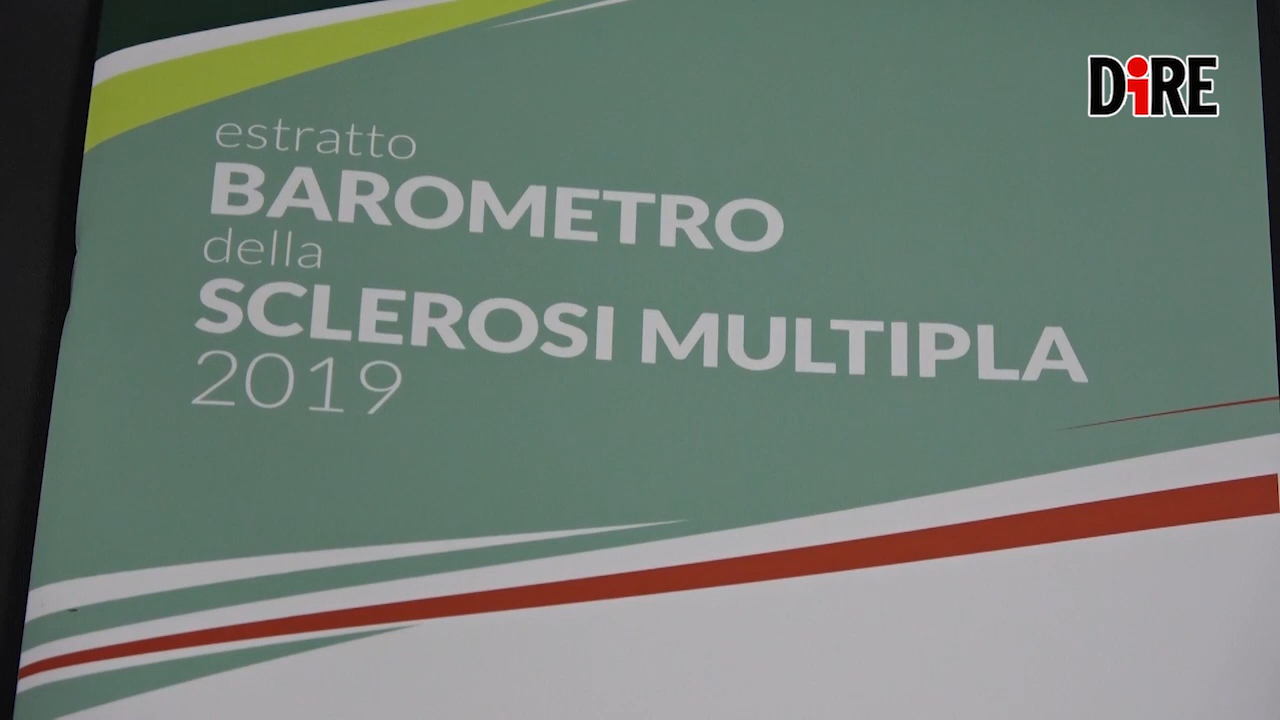 DiRE
estratto
BAROMETRO
della
SCLEROSI MULTIPLA
2019